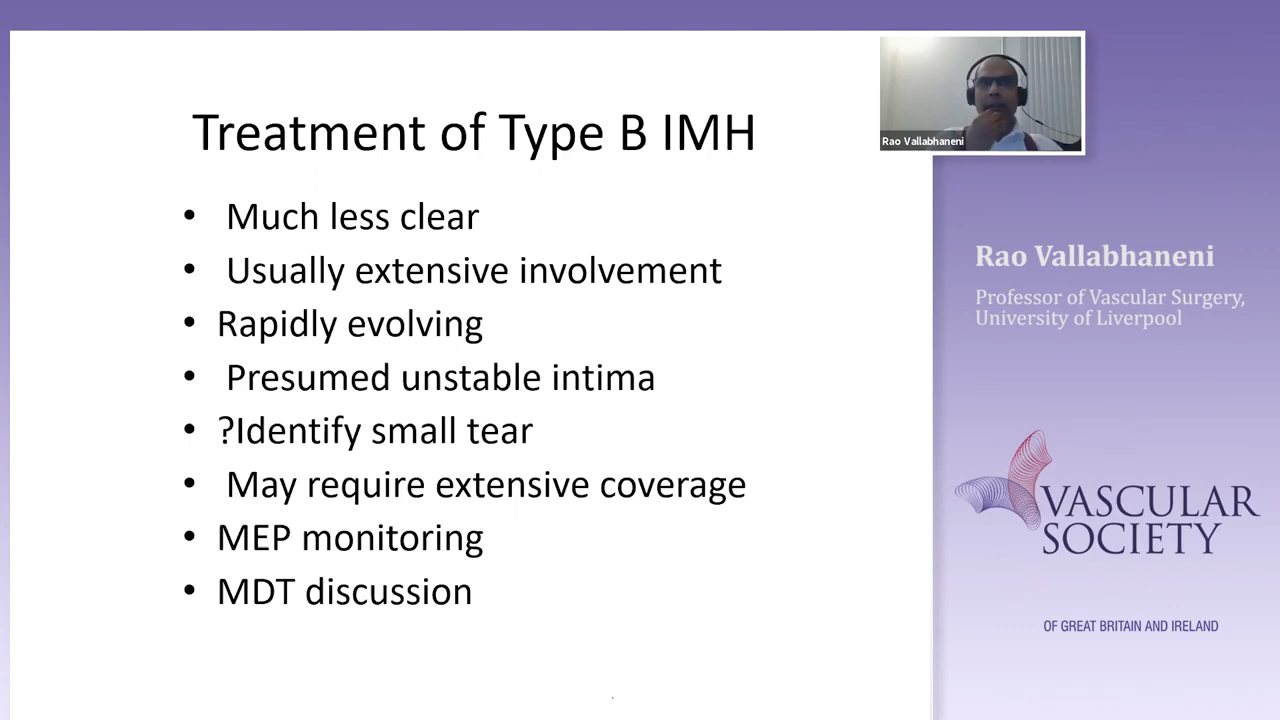 Treatment of Type B IMH
• Much less clear
• Usually extensive involvement
• Rapidly evolving
• Presumed unstable intima
• ?Identify small tear
• May require extensive coverage
• MEP monitoring
• MDT discussion
Rao Vallabhaneni
Rao Vallabhaneni
Professor of Vascular Surgery,
University of Liverpool
VASCULAR
SOCIETY
OF GREAT BRITAIN AND IRELAND